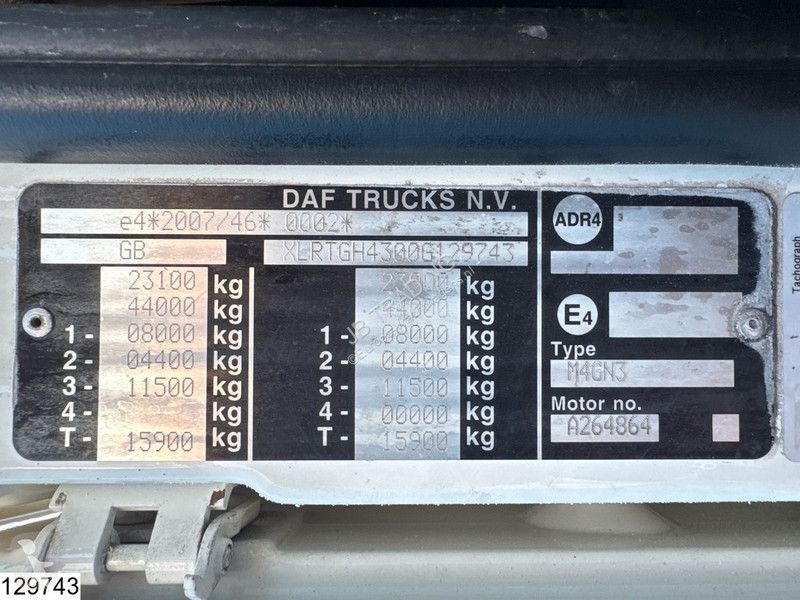 DAF TRUCKS N.V.
e4*2007/46* 0002*
GB XLRTGH4300G129743
23100 kg
44000 kg
1- 08000 kg
2- 04400 kg
3- 11500 kg
4- kg
T- 15900 kg
23100 kg
44000 kg
1- 08000 kg
2- 04400 kg
3- 11500 kg
4- 00000 kg
T- 15900 kg
ADR4
E4
Type
M4GN3
Motor no.
A264864
Tachograph
129743